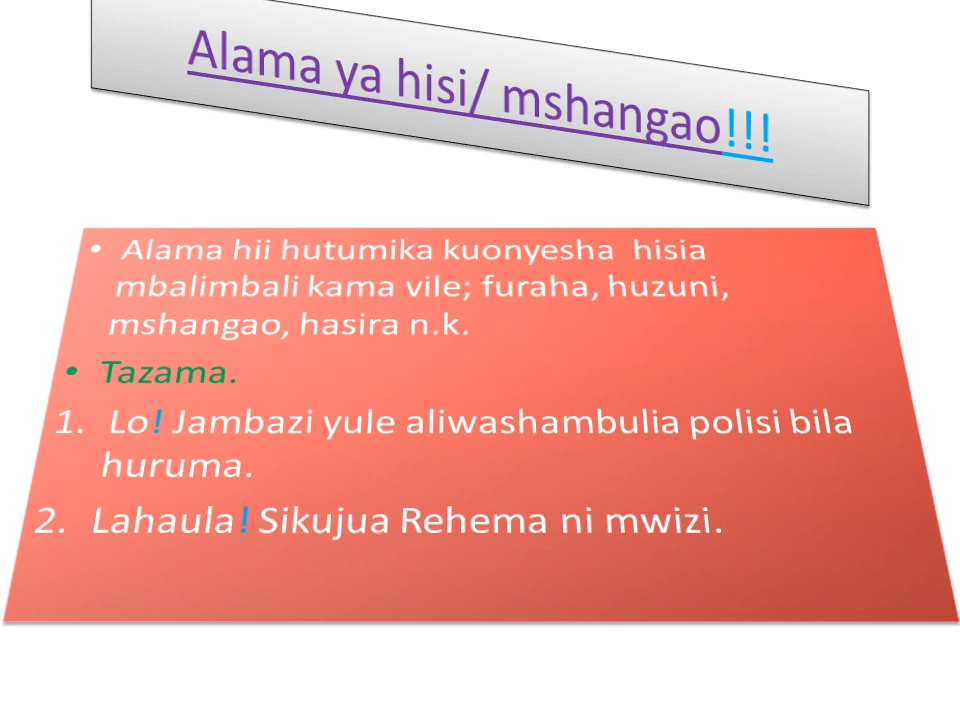 Alama ya hisi/ mshangao!!!
• Alama hii hutumika kuonyesha hisia
mbalimbali kama vile; furaha, huzuni,
mshangao, hasira n.k.
• Tazama.
1. Lo! Jambazi yule aliwashambulia polisi bila
huruma.
2. Lahaula! Sikujua Rehema ni mwizi.